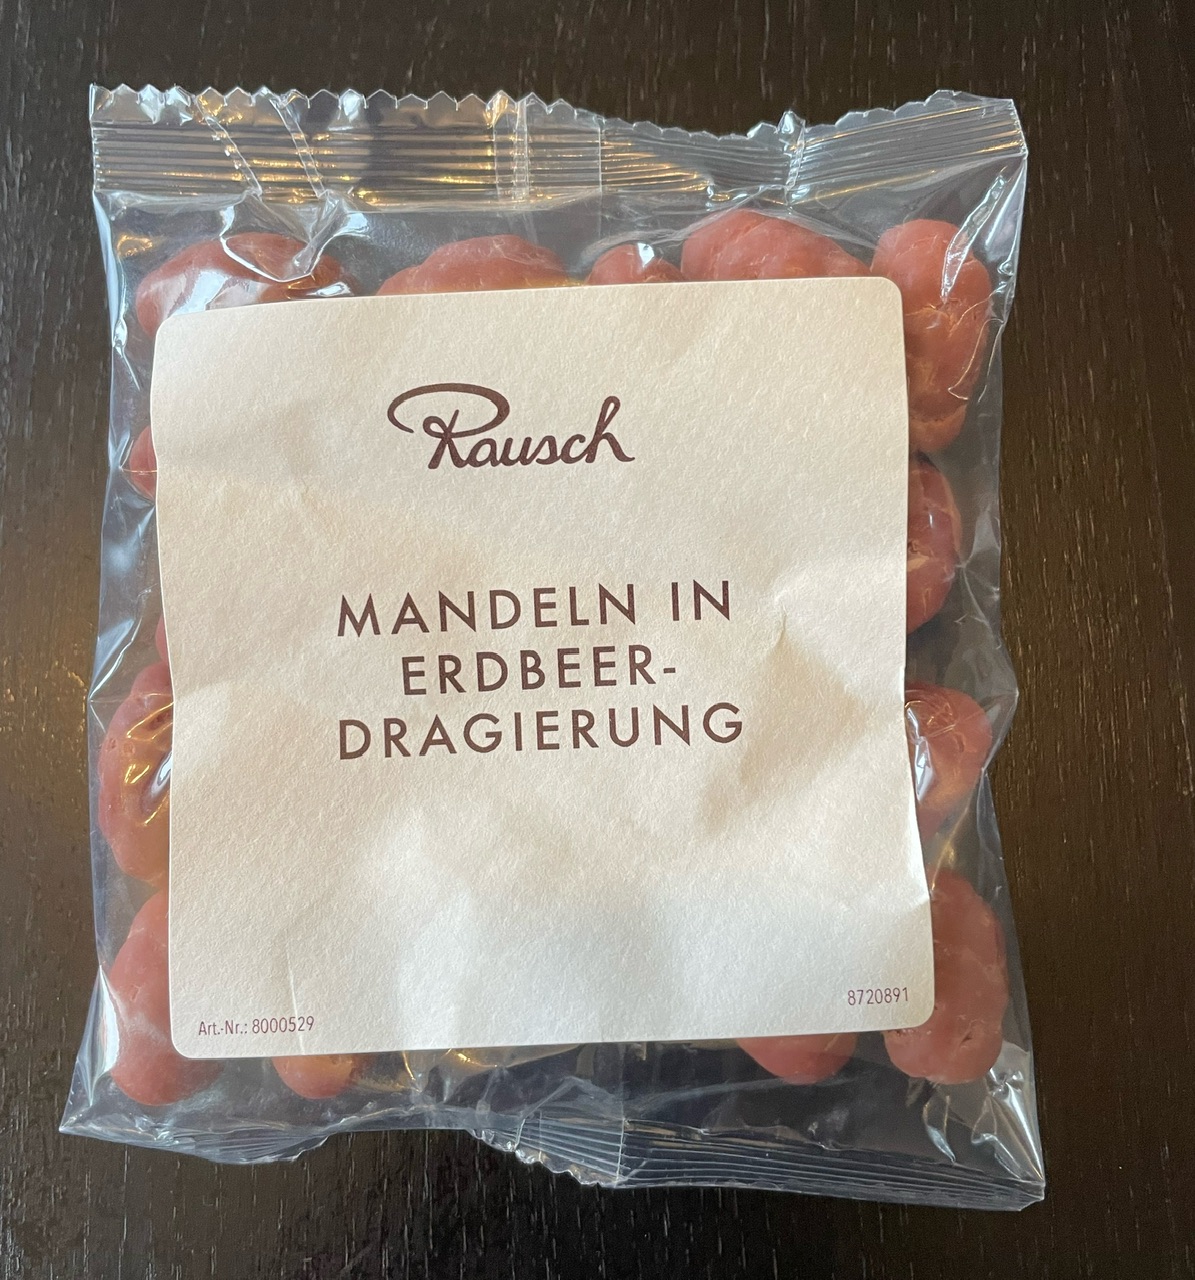 Rausch
MANDELN IN
ERDBEER-
DRAGIERUNG
Art.-Nr.: 8000529
8720891